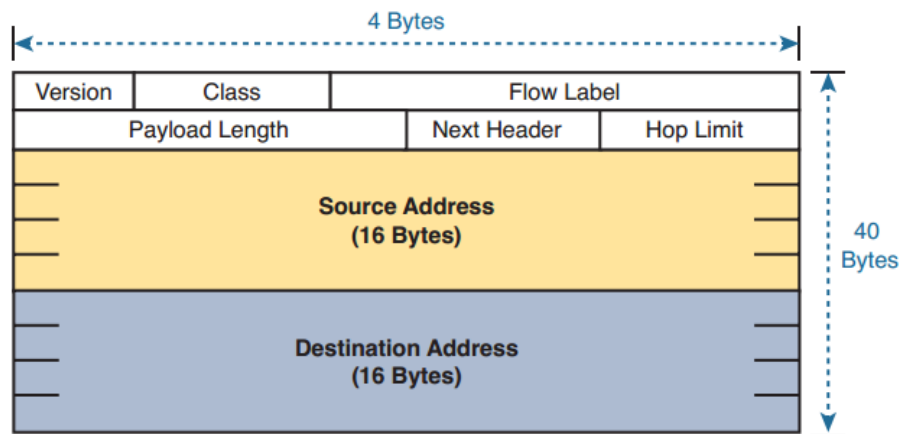 4 Bytes
Version Class Flow Label
Payload Length Next Header Hop Limit
Source Address
(16 Bytes)
40
Bytes
Destination Address
(16 Bytes)